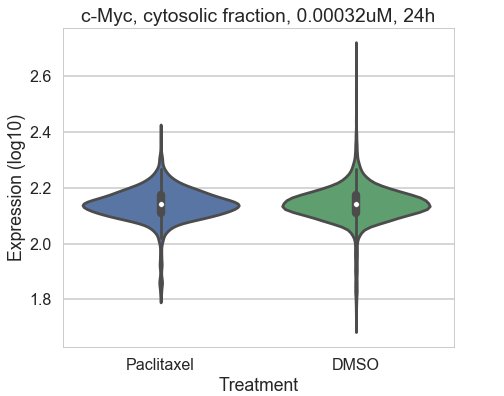 c-Myc, cytosolic fraction, 0.00032uM, 24h
Expression (log10)
2.6
2.4
2.2
2.0
1.8
Paclitaxel
DMSO
Treatment